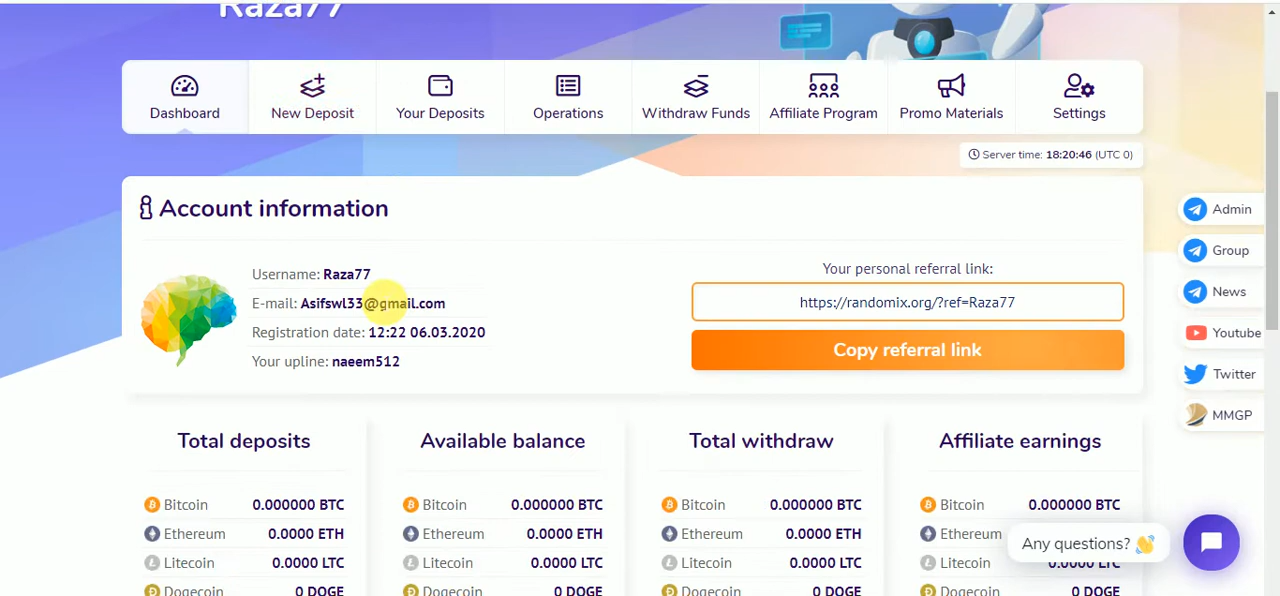 Raza77
Dashboard
New Deposit
Your Deposits
Operations
Withdraw Funds
Affiliate Program
Promo Materials
Settings
Server time: 18:20:46 (UTC 0)
Account information
Username: Raza77
E-mail: Asifswl33@gmail.com
Registration date: 12:22 06.03.2020
Your upline: naeem512
Your personal referral link:
https://randomix.org/?ref=Raza77
Copy referral link
Admin
Group
News
Youtube
Twitter
MMGP
Total deposits
Bitcoin 0.000000 BTC
Ethereum 0.0000 ETH
Litecoin 0.0000 LTC
Dogecoin 0 DOGE
Available balance
Bitcoin 0.000000 BTC
Ethereum 0.0000 ETH
Litecoin 0.0000 LTC
Dogecoin 0 DOGE
Total withdraw
Bitcoin 0.000000 BTC
Ethereum 0.0000 ETH
Litecoin 0.0000 LTC
Dogecoin 0 DOGE
Affiliate earnings
Bitcoin 0.000000 BTC
Ethereum
Litecoin 0.0000 LTC
Dogecoin 0 DOGE
Any questions? 👋